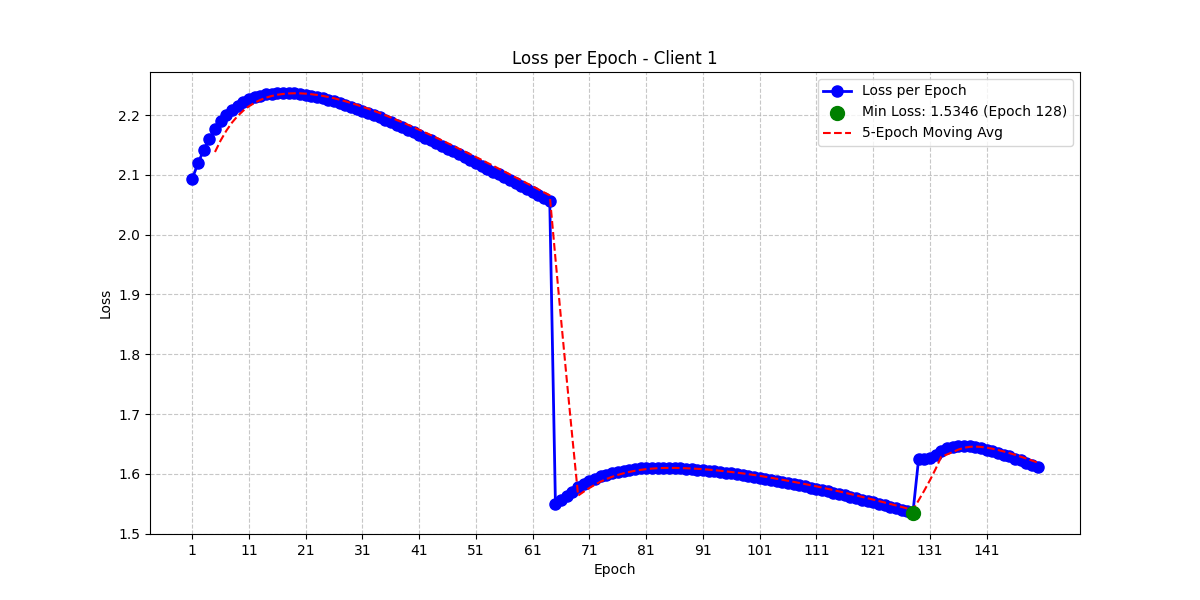 Loss per Epoch - Client 1
Loss per Epoch
Min Loss: 1.5346 (Epoch 128)
5-Epoch Moving Avg
Loss
2.2
2.1
2.0
1.9
1.8
1.7
1.6
1.5
1 11 21 31 41 51 61 71 81 91 101 111 121 131 141
Epoch